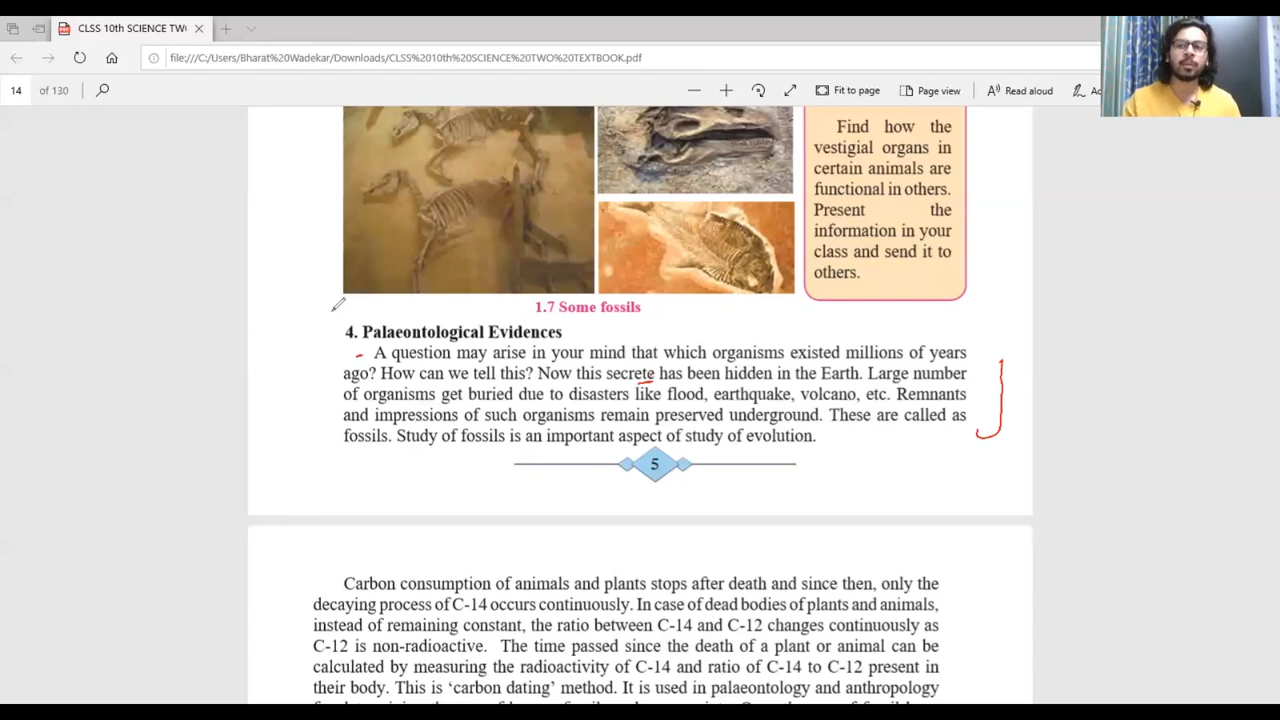 CLSS 10th SCIENCE TWO
file:///C:/Users/Bharat%20Wadekar/Downloads/CLSS%2010th%20SCIENCE%20TWO%20TEXTBOOK.pdf
14 of 130 Fit to page Page view Read aloud
Find how the
vestigial organs in
certain animals are
functional in others.
Present the
information in your
class and send it to
others.
1.7 Some fossils
4. Palaeontological Evidences
A question may arise in your mind that which organisms existed millions of years
ago? How can we tell this? Now this secrete has been hidden in the Earth. Large number
of organisms get buried due to disasters like flood, earthquake, volcano, etc. Remnants
and impressions of such organisms remain preserved underground. These are called as
fossils. Study of fossils is an important aspect of study of evolution.
5
Carbon consumption of animals and plants stops after death and since then, only the
decaying process of C-14 occurs continuously. In case of dead bodies of plants and animals,
instead of remaining constant, the ratio between C-14 and C-12 changes continuously as
C-12 is non-radioactive. The time passed since the death of a plant or animal can be
calculated by measuring the radioactivity of C-14 and ratio of C-14 to C-12 present in
their body. This is ‘carbon dating’ method. It is used in palaeontology and anthropology